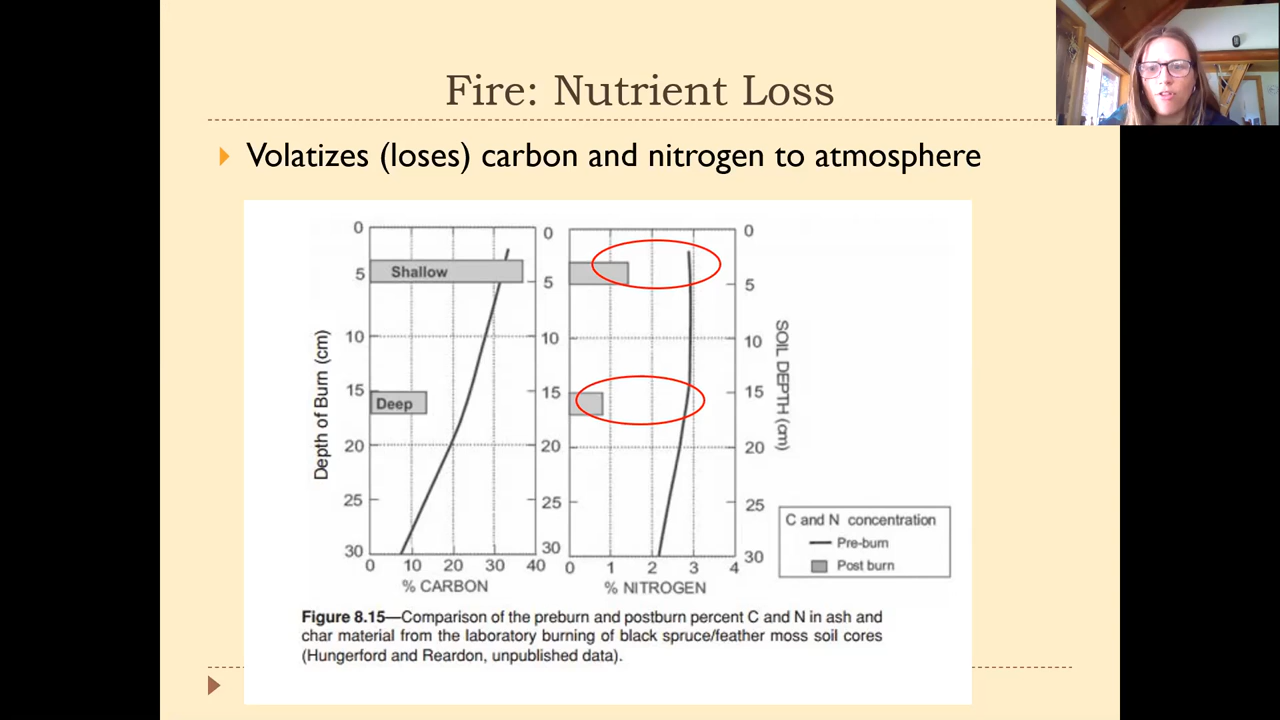 Fire: Nutrient Loss
Volatizes (loses) carbon and nitrogen to atmosphere
0
5
10
15
20
25
30
Depth of Burn (cm)
Shallow
Deep
0 10 20 30 40
% CARBON
0
5
10
15
20
25
30
0 1 2 3 4
% NITROGEN
0
5
10
15
20
25
30
SOIL DEPTH (cm)
C and N concentration
Pre-burn
Post burn
Figure 8.15—Comparison of the preburn and postburn percent C and N in ash and
char material from the laboratory burning of black spruce/feather moss soil cores
(Hungerford and Reardon, unpublished data).